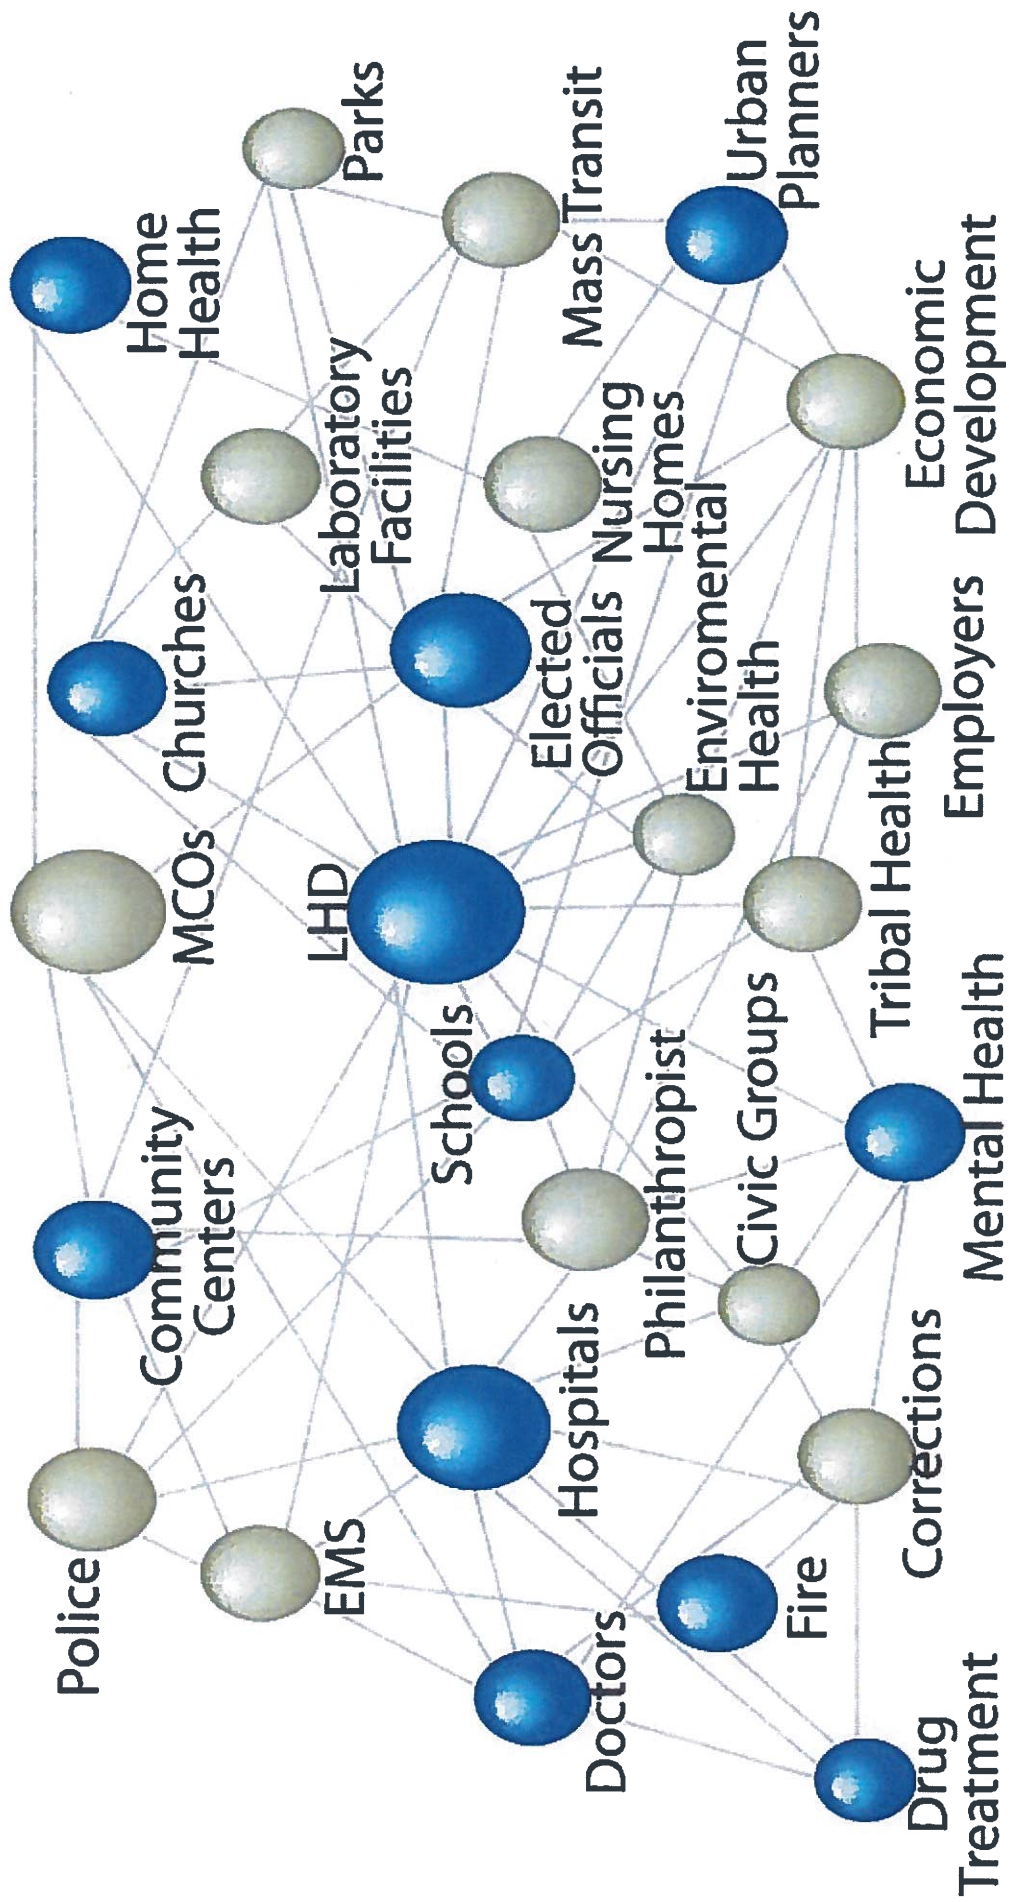 Police
Community
Centers
MCOs
Churches
Home
Health
EMS
LHD
Laboratory
Facilities
Parks
Schools
Doctors
Hospitals
Elected
Officials
Nursing
Homes
Mass Transit
Philanthropist
Enviromental
Health
Urban
Planners
Fire
Civic Groups
Tribal Health
Drug
Treatment
Corrections
Mental Health
Employers
Economic
Development